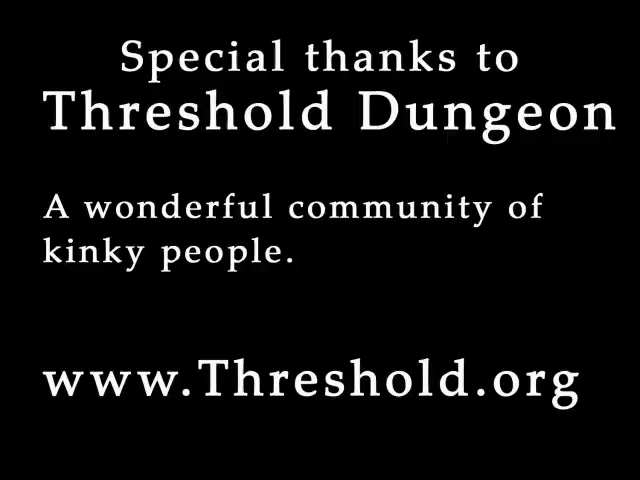 Special thanks to
Threshold Dungeon
A wonderful community of
kinky people.
www.Threshold.org